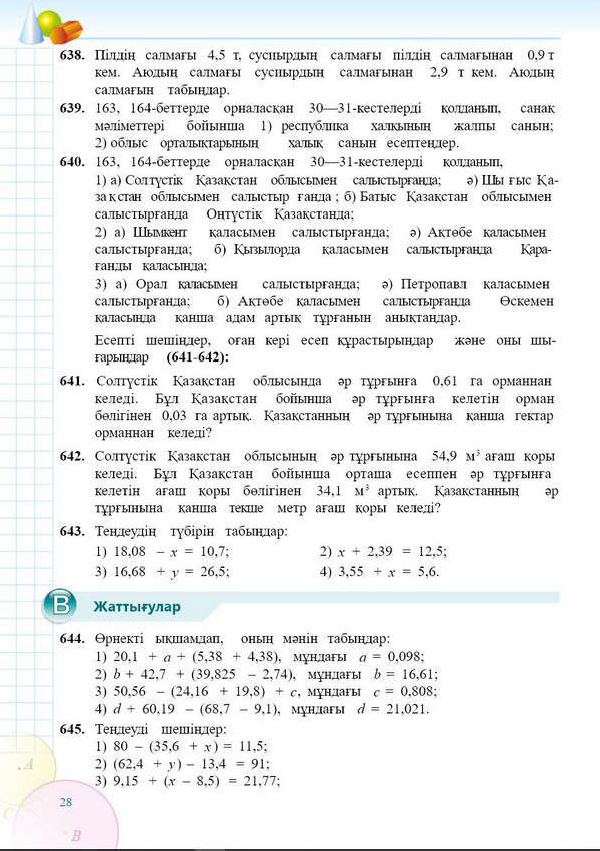 638. Пілдің салмағы 4,5 т, сусиырдың салмағы пілдің салмағынан 0,9 т
кем. Аюдың салмағы сусиырдың салмағынан 2,9 т кем. Аюдың
салмағын табыңдар.
639. 163, 164-беттерде орналасқан 30—31-кестелерді қолданып, санақ
мәліметтері бойынша 1) республика халқының жалпы санын;
2) облыс орталықтарының халық санын есептеңдер.
640. 163, 164-беттерде орналасқан 30—31-кестелерді қолданып,
1) а) Солтүстік Қазақстан облысымен салыстырғанда; ә) Шы ғыс Қа-
зақстан облысымен салыстыр ғанда ; б) Батыс Қазақстан облысымен
салыстырғанда Оңтүстік Қазақстанда;
2) а) Шымкент қаласымен салыстырғанда; ә) Ақтөбе қаласымен
салыстырғанда; б) Қызылорда қаласымен салыстырғанда Қара-
ғанды қаласында;
3) а) Орал қаласымен салыстырғанда; ә) Петропавл қаласымен
салыстырғанда; б) Ақтөбе қаласымен салыстырғанда Өскемен
қаласында қанша адам артық тұрғанын анықтаңдар.
Есепті шешіңдер, оған кері есеп құрастырыңдар және оны шы-
ғарыңдар (641-642):
641. Солтүстік Қазақстан облысында әр тұрғынға 0,61 га орманнан
келеді. Бұл Қазақстан бойынша әр тұрғынға келетін орман
бөлігінен 0,03 га артық. Қазақстанның әр тұрғынына қанша гектар
орманнан келеді?
642. Солтүстік Қазақстан облысының әр тұрғынына 54,9 м³ ағаш қоры
келеді. Бұл Қазақстан бойынша орташа есеппен әр тұрғынға
келетін ағаш қоры бөлігінен 34,1 м³ артық. Қазақстанның әр
тұрғынына қанша текше метр ағаш қоры келеді?
643. Теңдеудің түбірін табыңдар:
1) 18,08 – x = 10,7; 2) x + 2,39 = 12,5;
3) 16,68 + y = 26,5; 4) 3,55 + x = 5,6.
B Жаттығулар
644. Өрнекті ықшамдап, оның мәнін табыңдар:
1) 20,1 + a + (5,38 + 4,38), мұндағы a = 0,098;
2) b + 42,7 + (39,825 – 2,74), мұндағы b = 16,61;
3) 50,56 – (24,16 + 19,8) + c, мұндағы c = 0,808;
4) d + 60,19 – (68,7 – 9,1), мұндағы d = 21,021.
645. Теңдеуді шешіңдер:
1) 80 – (35,6 + x) = 11,5;
2) (62,4 + y) – 13,4 = 91;
3) 9,15 + (x – 8,5) = 21,77;
A
28
C
B